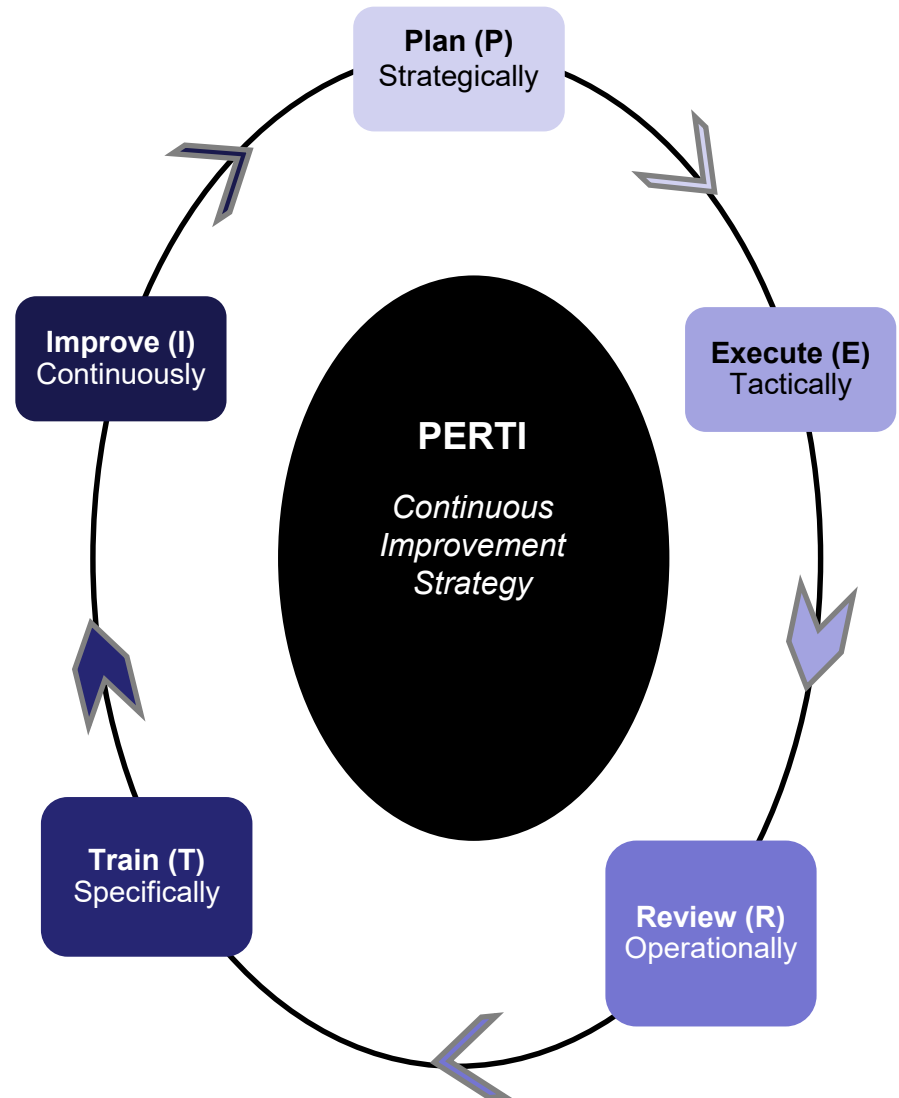 Plan (P)
Strategically
Execute (E)
Tactically
Review (R)
Operationally
Train (T)
Specifically
Improve (I)
Continuously
PERTI
Continuous
Improvement
Strategy